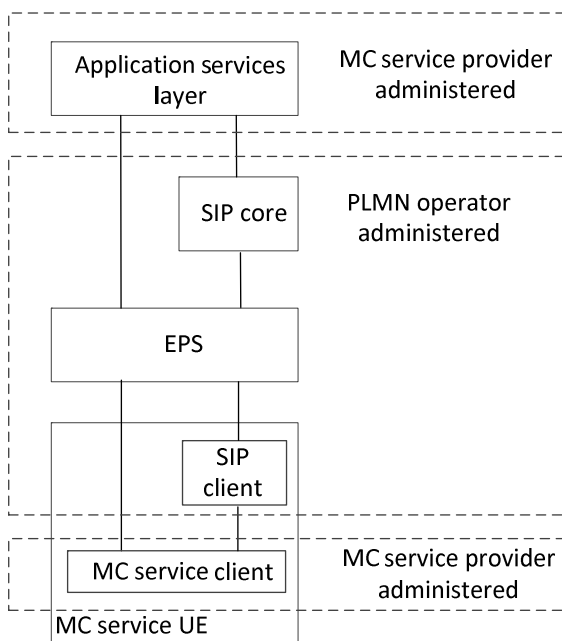 Application services
layer
MC service provider
administered
SIP core
PLMN operator
administered
EPS
SIP
client
MC service client
MC service provider
administered
MC service UE